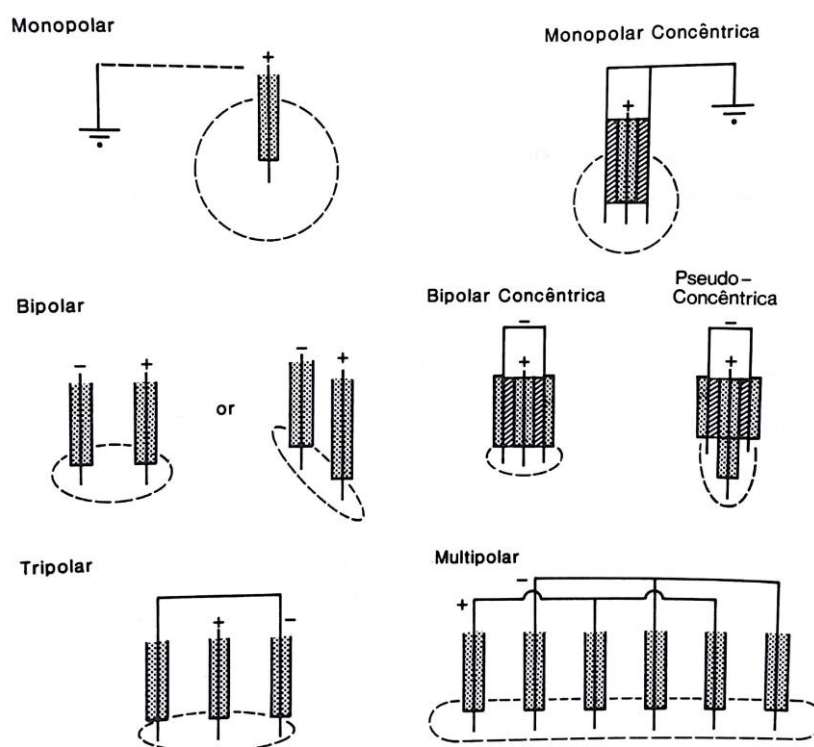 Monopolar
+
Monopolar Concêntrica
+
Bipolar
- +
or
- +
Bipolar Concêntrica
-
+
Pseudo-
Concêntrica
-
+
Tripolar
+ -
Multipolar
-
+